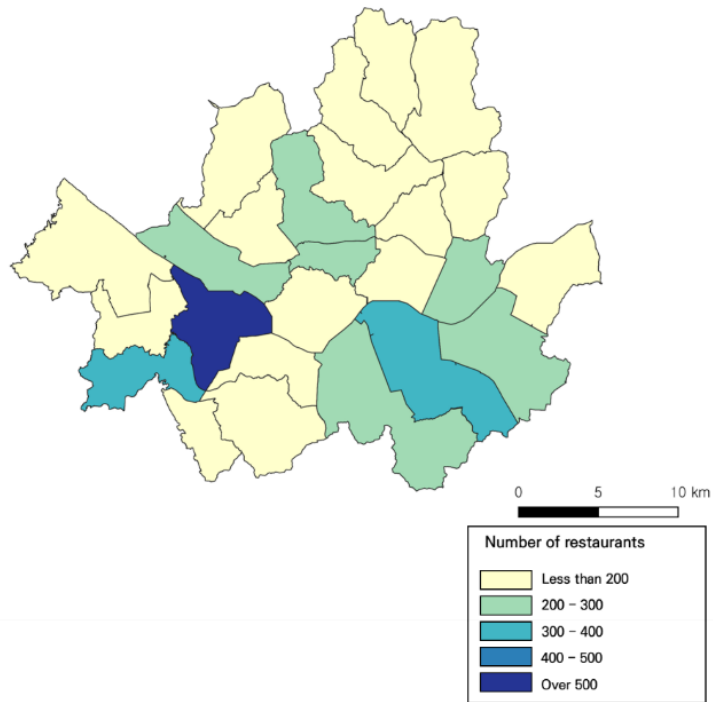 0 5 10 km
Number of restaurants
Less than 200
200 – 300
300 – 400
400 – 500
Over 500